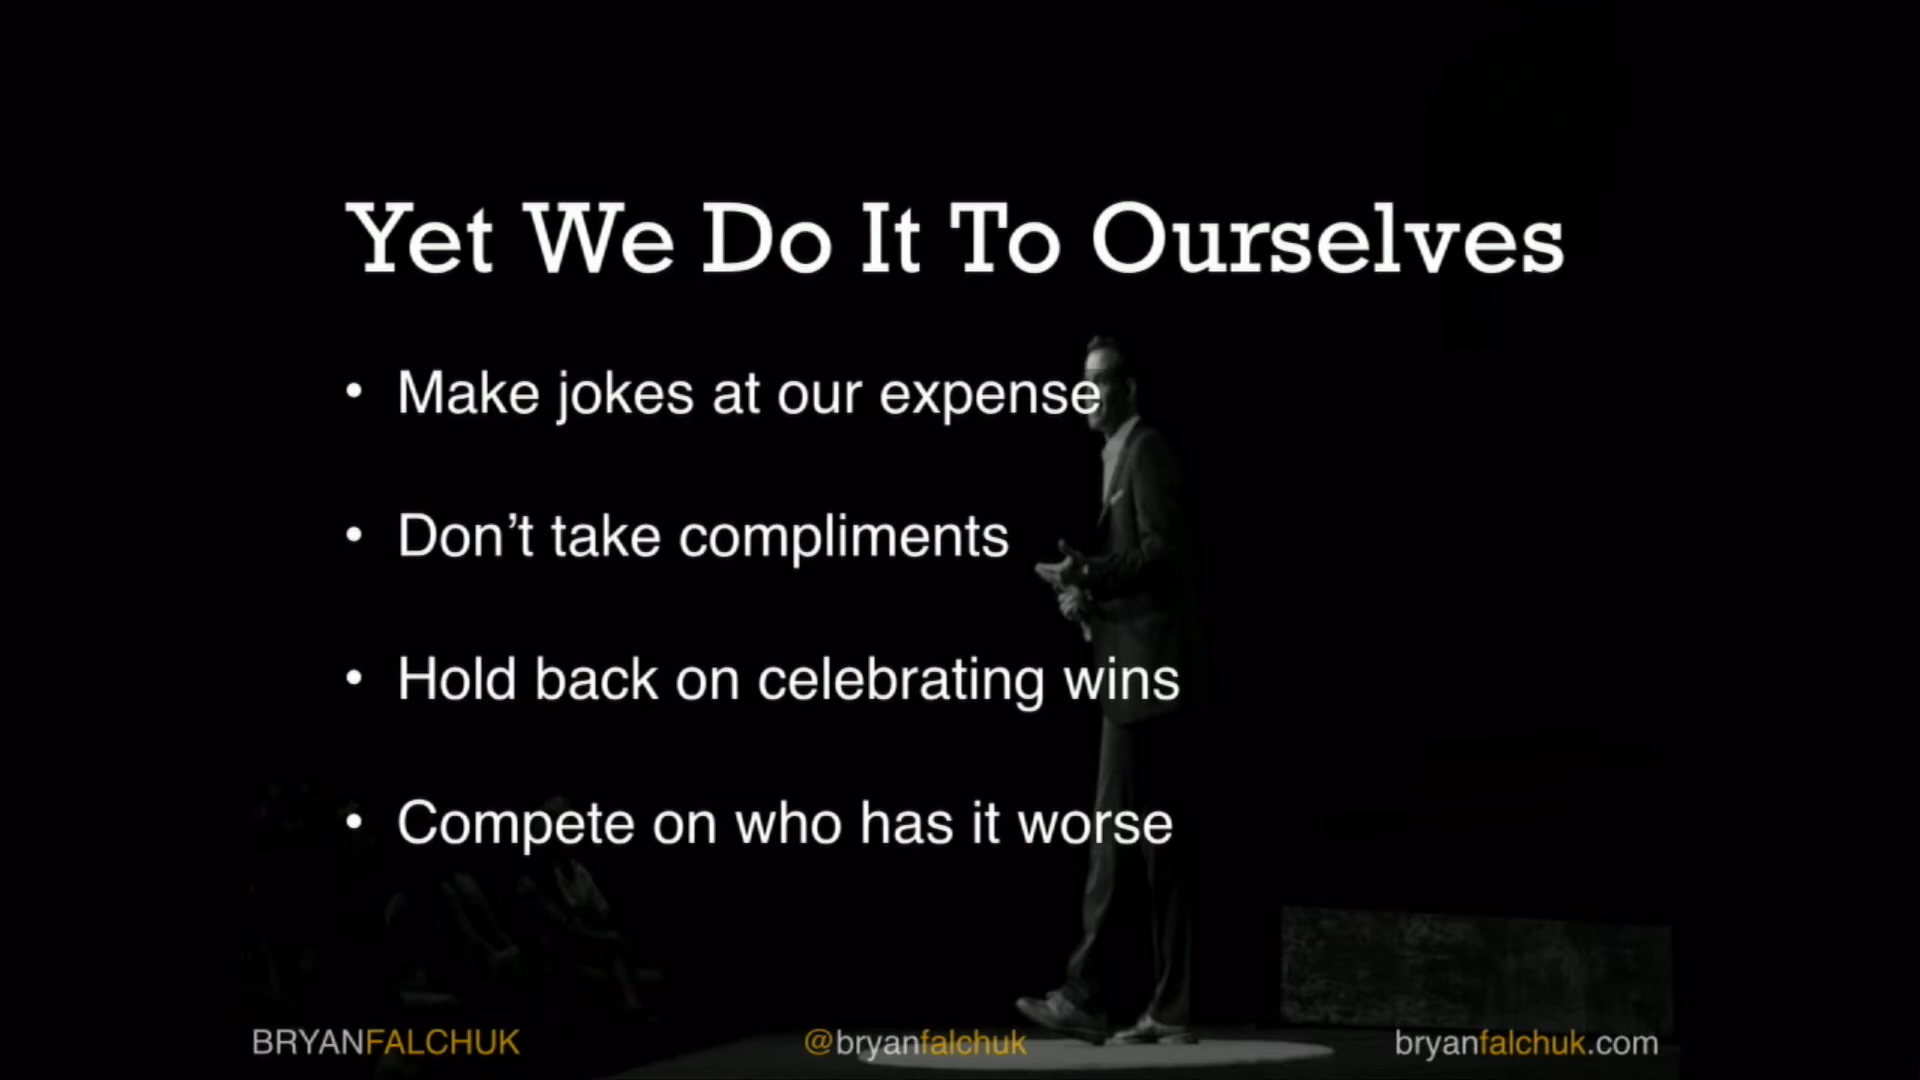 Yet We Do It To Ourselves
• Make jokes at our expense
• Don’t take compliments
• Hold back on celebrating wins
• Compete on who has it worse
BRYANFALCHUK @bryanfalchuk bryanfalchuk.com